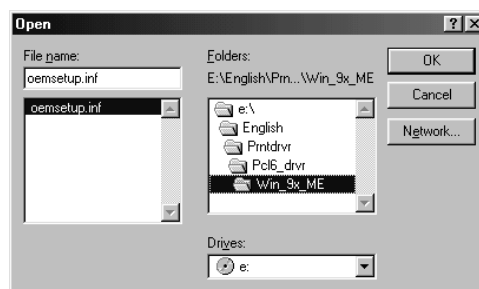 Open
File name:
oemsetup.inf
oemsetup.inf
Folders:
E:\English\Prn...\Win_9x_ME
e:\
English
Prntdrvr
Pcl6_drvr
Win_9x_ME
Drives:
e:
OK
Cancel
Network...